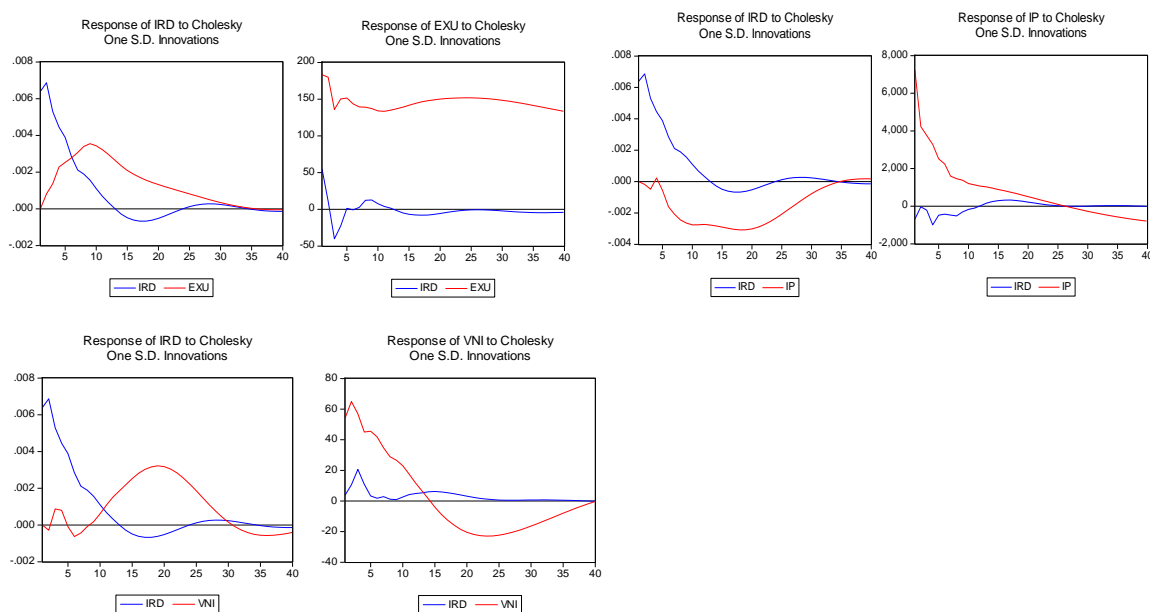 Response of IRD to Cholesky
One S.D. Innovations
.008
.006
.004
.002
.000
-.002
5 10 15 20 25 30 35 40
IRD EXU
Response of EXU to Cholesky
One S.D. Innovations
200
150
100
50
0
-50
5 10 15 20 25 30 35 40
IRD EXU
Response of IRD to Cholesky
One S.D. Innovations
.008
.006
.004
.002
.000
-.002
-.004
5 10 15 20 25 30 35 40
IRD IP
Response of IP to Cholesky
One S.D. Innovations
8,000
6,000
4,000
2,000
0
-2,000
5 10 15 20 25 30 35 40
IRD IP
Response of IRD to Cholesky
One S.D. Innovations
.008
.006
.004
.002
.000
-.002
5 10 15 20 25 30 35 40
IRD VNI
Response of VNI to Cholesky
One S.D. Innovations
80
60
40
20
0
-20
-40
5 10 15 20 25 30 35 40
IRD VNI